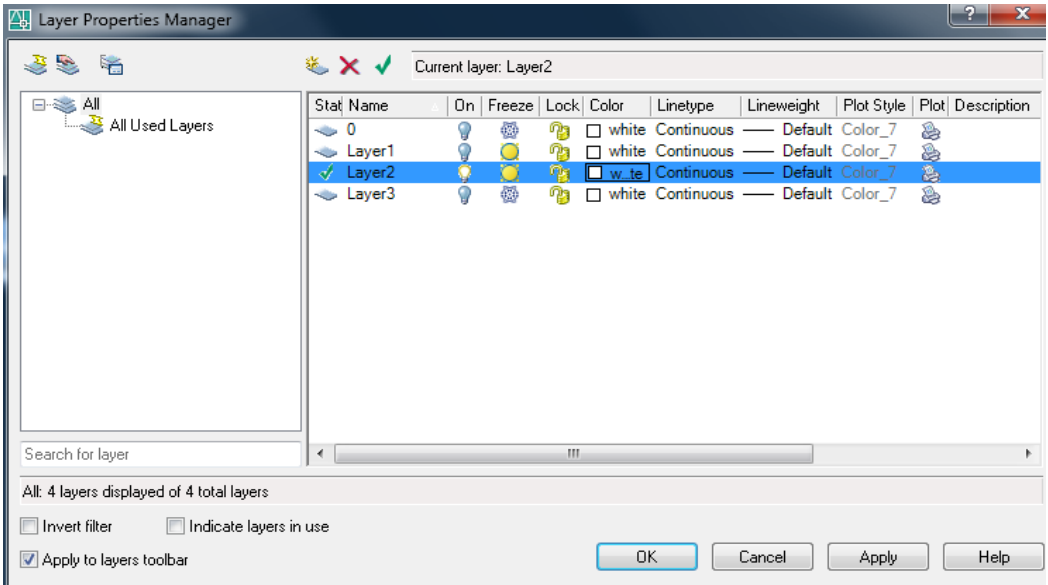 Layer Properties Manager
Current layer: Layer2
All
All Used Layers
Stat Name On Freeze Lock Color Linetype Lineweight Plot Style Plot Description
0 white Continuous Default Color_7
Layer1 white Continuous Default Color_7
Layer2 w...te Continuous Default Color_7
Layer3 white Continuous Default Color_7
Search for layer
All: 4 layers displayed of 4 total layers
Invert filter Indicate layers in use
Apply to layers toolbar OK Cancel Apply Help